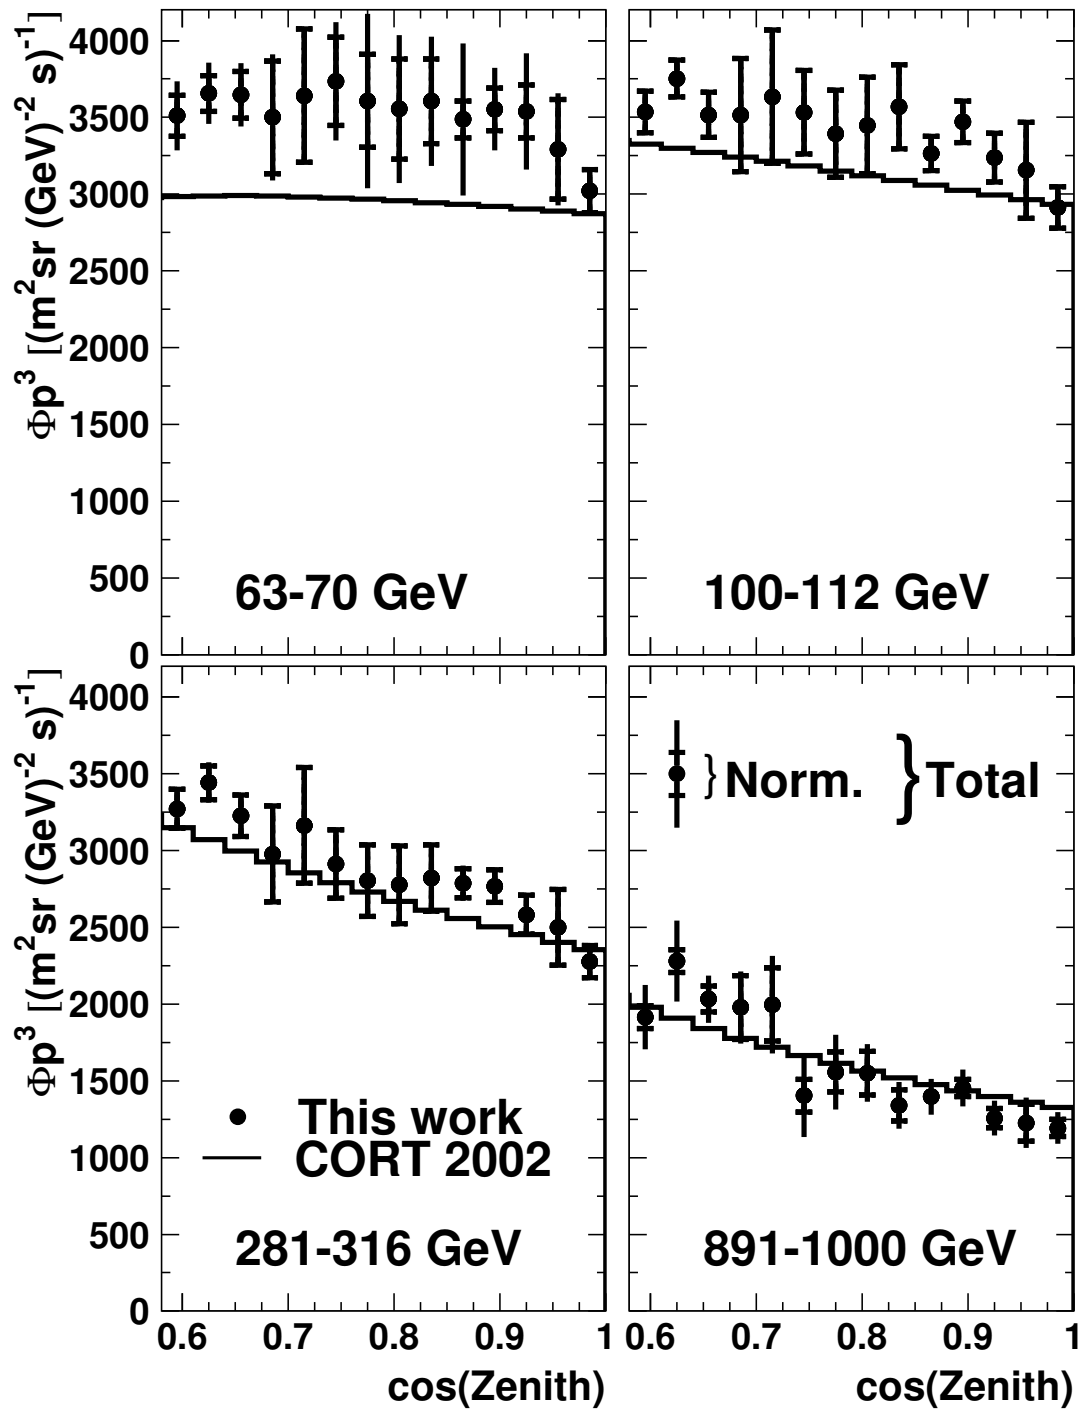 Φp³ [(m²sr (GeV)⁻² s)⁻¹]
4000
3500
3000
2500
2000
1500
1000
500
0
63-70 GeV
100-112 GeV
Φp³ [(m²sr (GeV)⁻² s)⁻¹]
4000
3500
3000
2500
2000
1500
1000
500
0
} Norm. } Total
This work
CORT 2002
281-316 GeV
891-1000 GeV
0.6 0.7 0.8 0.9 1
0.6 0.7 0.8 0.9 1
cos(Zenith)
cos(Zenith)